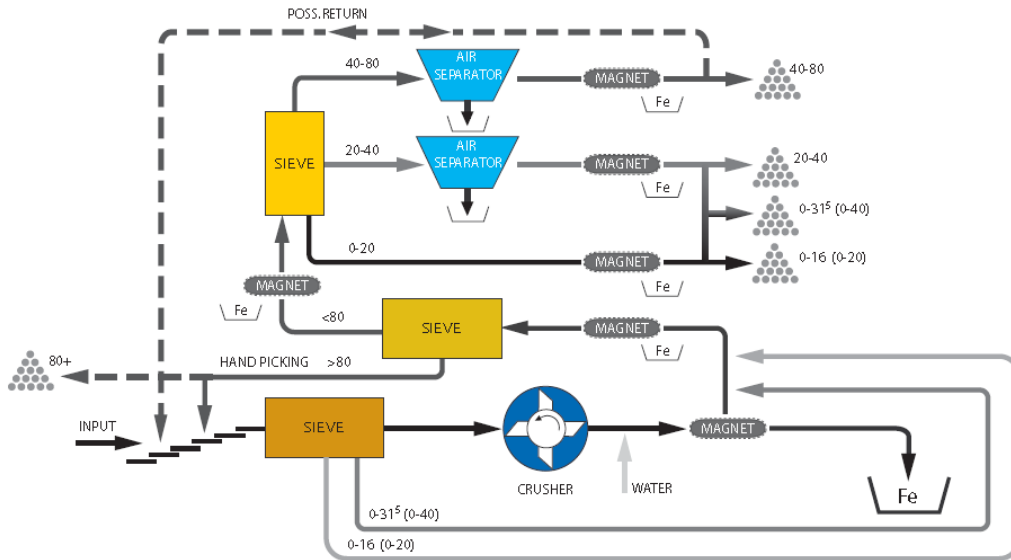 POSS.RETURN
40-80
AIR
SEPARATOR
MAGNET
Fe
40-80
SIEVE
20-40
AIR
SEPARATOR
MAGNET
Fe
20-40
0-31⁵ (0-40)
0-20
MAGNET
Fe
0-16 (0-20)
MAGNET
Fe
<80
SIEVE
MAGNET
Fe
80+
HAND PICKING >80
INPUT
SIEVE
CRUSHER
WATER
MAGNET
Fe
0-31⁵ (0-40)
0-16 (0-20)